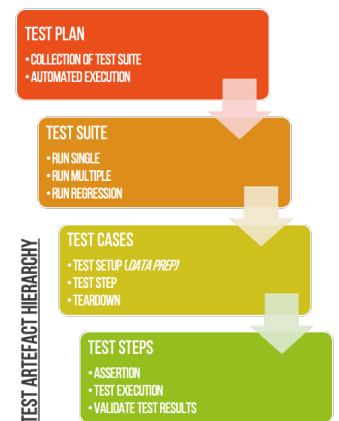 TEST PLAN
• COLLECTION OF TEST SUITE
• AUTOMATED EXECUTION
TEST SUITE
• RUN SINGLE
• RUN MULTIPLE
• RUN REGRESSION
TEST CASES
• TEST SETUP (DATA PREP)
• TEST STEP
• TEARDOWN
TEST STEPS
• ASSERTION
• TEST EXECUTION
• VALIDATE TEST RESULTS
TEST ARTEFACT HIERARCHY